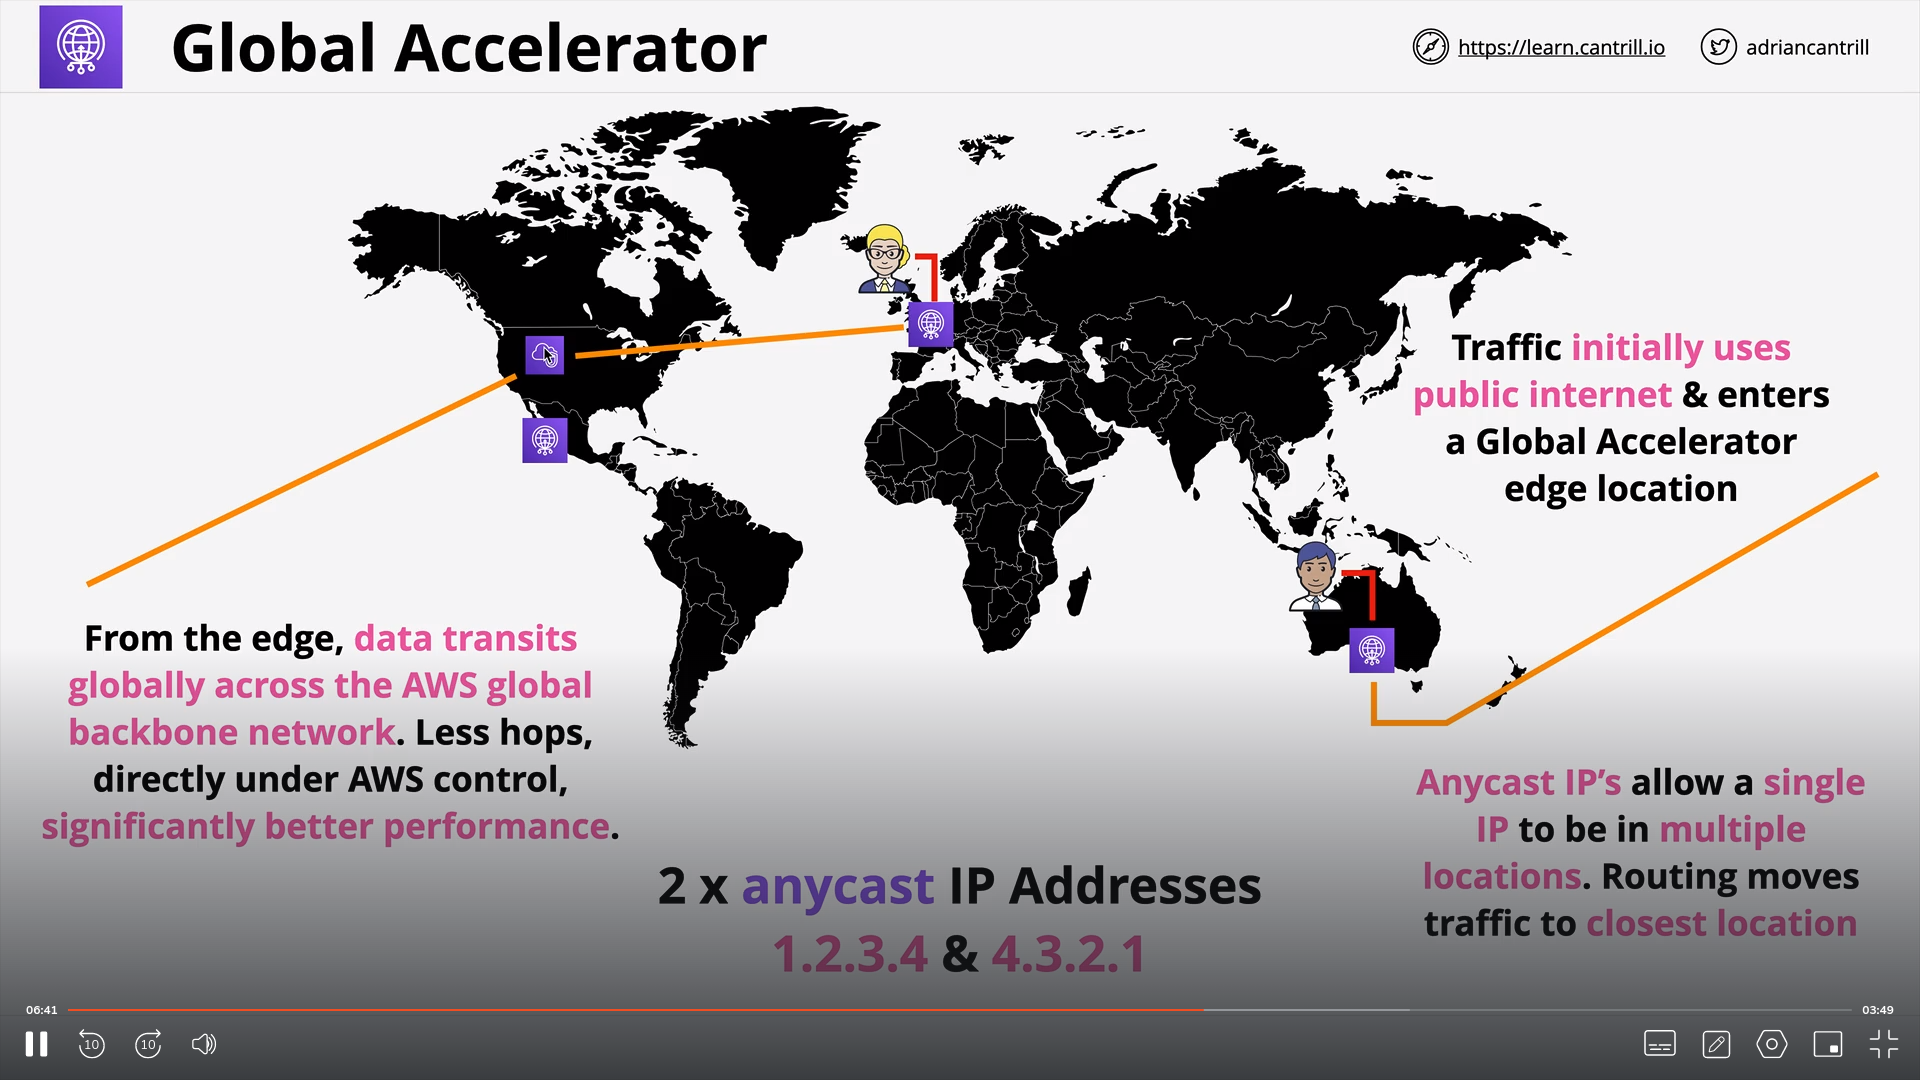 Global Accelerator
https://learn.cantrill.io
adriancantrill
Traffic initially uses
public internet & enters
a Global Accelerator
edge location
From the edge, data transits
globally across the AWS global
backbone network. Less hops,
directly under AWS control,
significantly better performance.
Anycast IP’s allow a single
IP to be in multiple
locations. Routing moves
traffic to closest location
2 x anycast IP Addresses
1.2.3.4 & 4.3.2.1
06:41
03:49
10
10